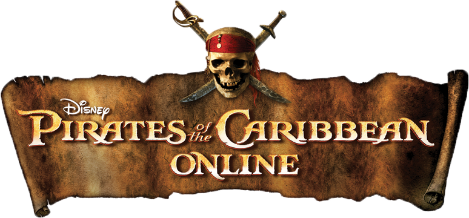 Disney
Pirates of the Caribbean
Online